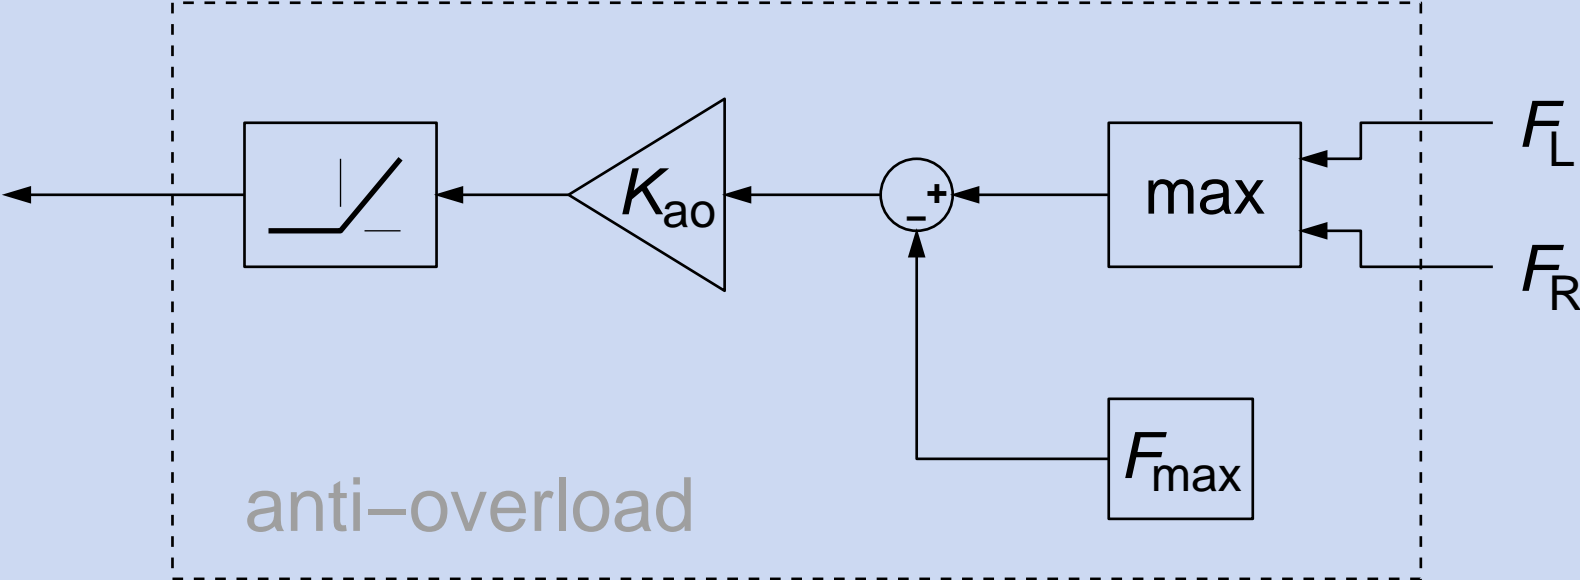 F_L
K_ao
+
max
−
F_R
F_max
anti−overload